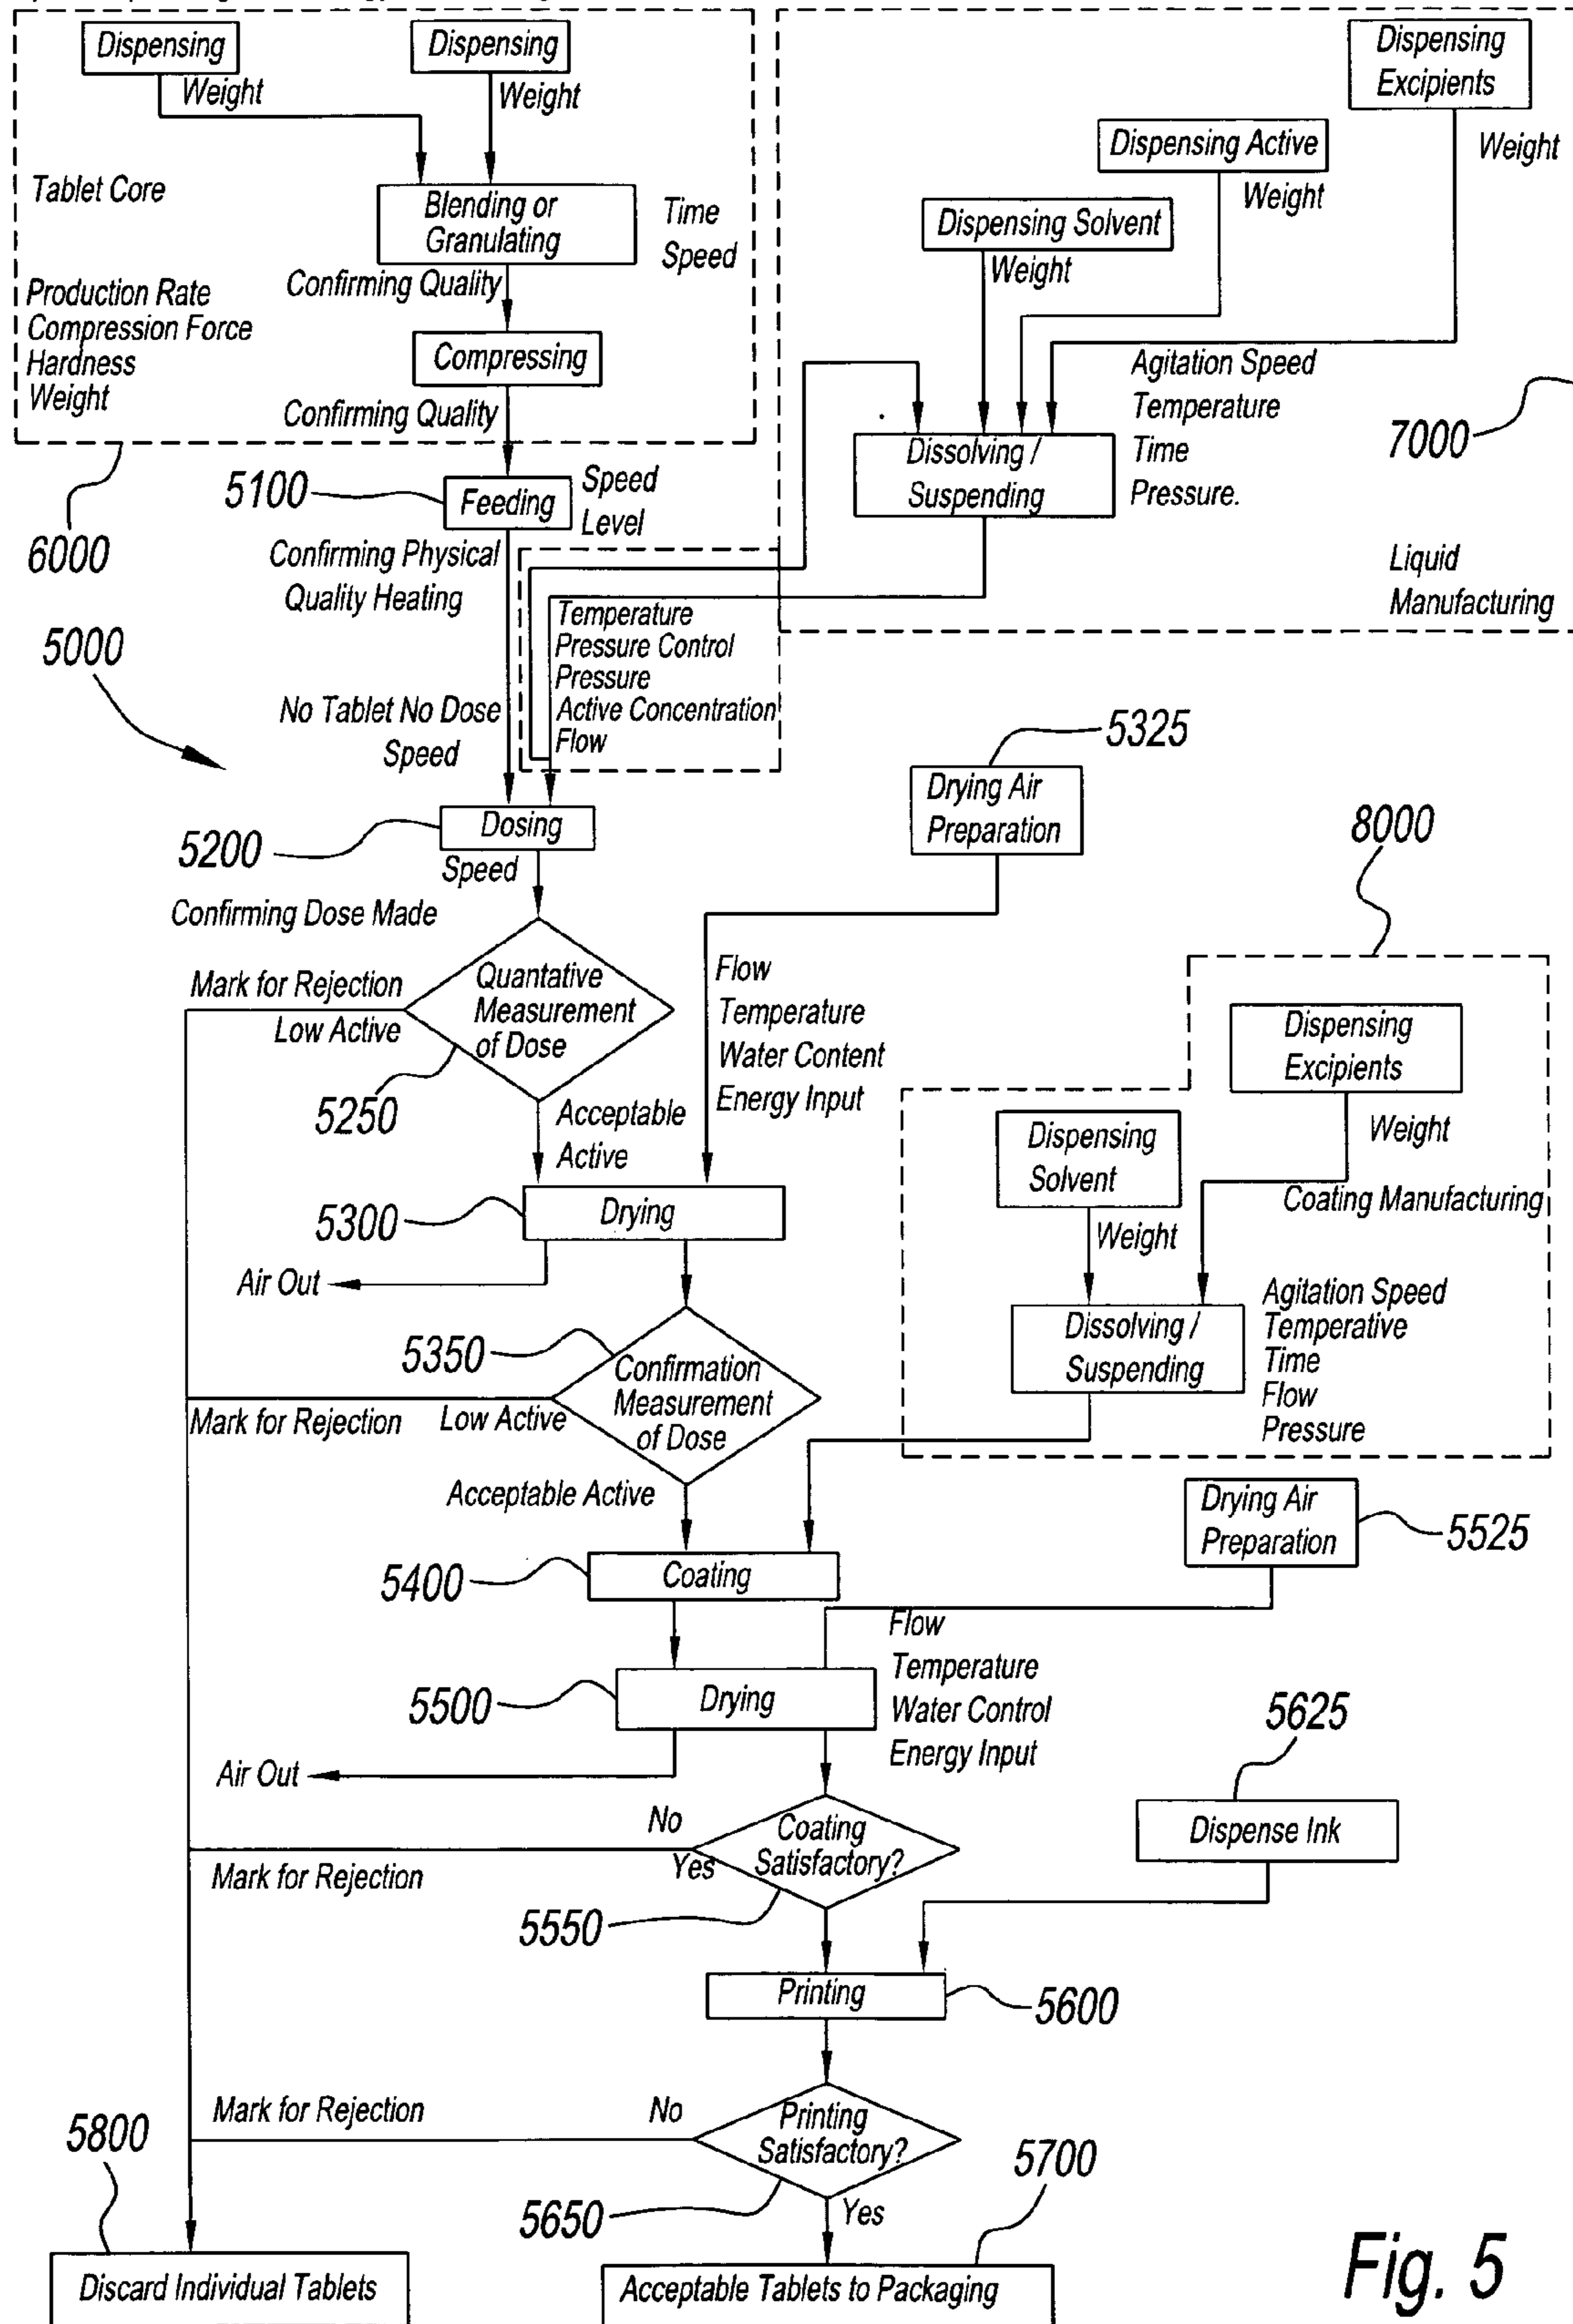 Dispensing
Weight
Dispensing
Weight
Tablet Core
Blending or
Granulating
Time
Speed
Production Rate
Compression Force
Hardness
Weight
Confirming Quality
Compressing
Confirming Quality
6000
Dispensing
Excipients
Weight
Dispensing Active
Weight
Dispensing Solvent
Weight
Agitation Speed
Temperature
Time
Pressure.
Dissolving /
Suspending
7000
Liquid
Manufacturing
5100
Feeding
Speed
Level
Confirming Physical
Quality Heating
5000
Temperature
Pressure Control
Pressure
Active Concentration
Flow
No Tablet No Dose
Speed
5325
Drying Air
Preparation
Dosing
5200
Speed
8000
Confirming Dose Made
Mark for Rejection
Low Active
Quantative
Measurement
of Dose
5250
Flow
Temperature
Water Content
Energy Input
Acceptable
Active
Dispensing
Excipients
Weight
Dispensing
Solvent
Weight
Coating Manufacturing
5300
Drying
Air Out
Dissolving /
Suspending
Agitation Speed
Temperative
Time
Flow
Pressure
5350
Confirmation
Measurement
of Dose
Mark for Rejection
Low Active
Acceptable Active
Drying Air
Preparation
5525
5400
Coating
Flow
Temperature
Water Control
Energy Input
5500
Drying
Air Out
5625
Dispense Ink
No
Yes
Coating
Satisfactory?
Mark for Rejection
5550
Printing
5600
Mark for Rejection
No
Printing
Satisfactory?
5650
Yes
5800
5700
Discard Individual Tablets
Acceptable Tablets to Packaging
Fig. 5